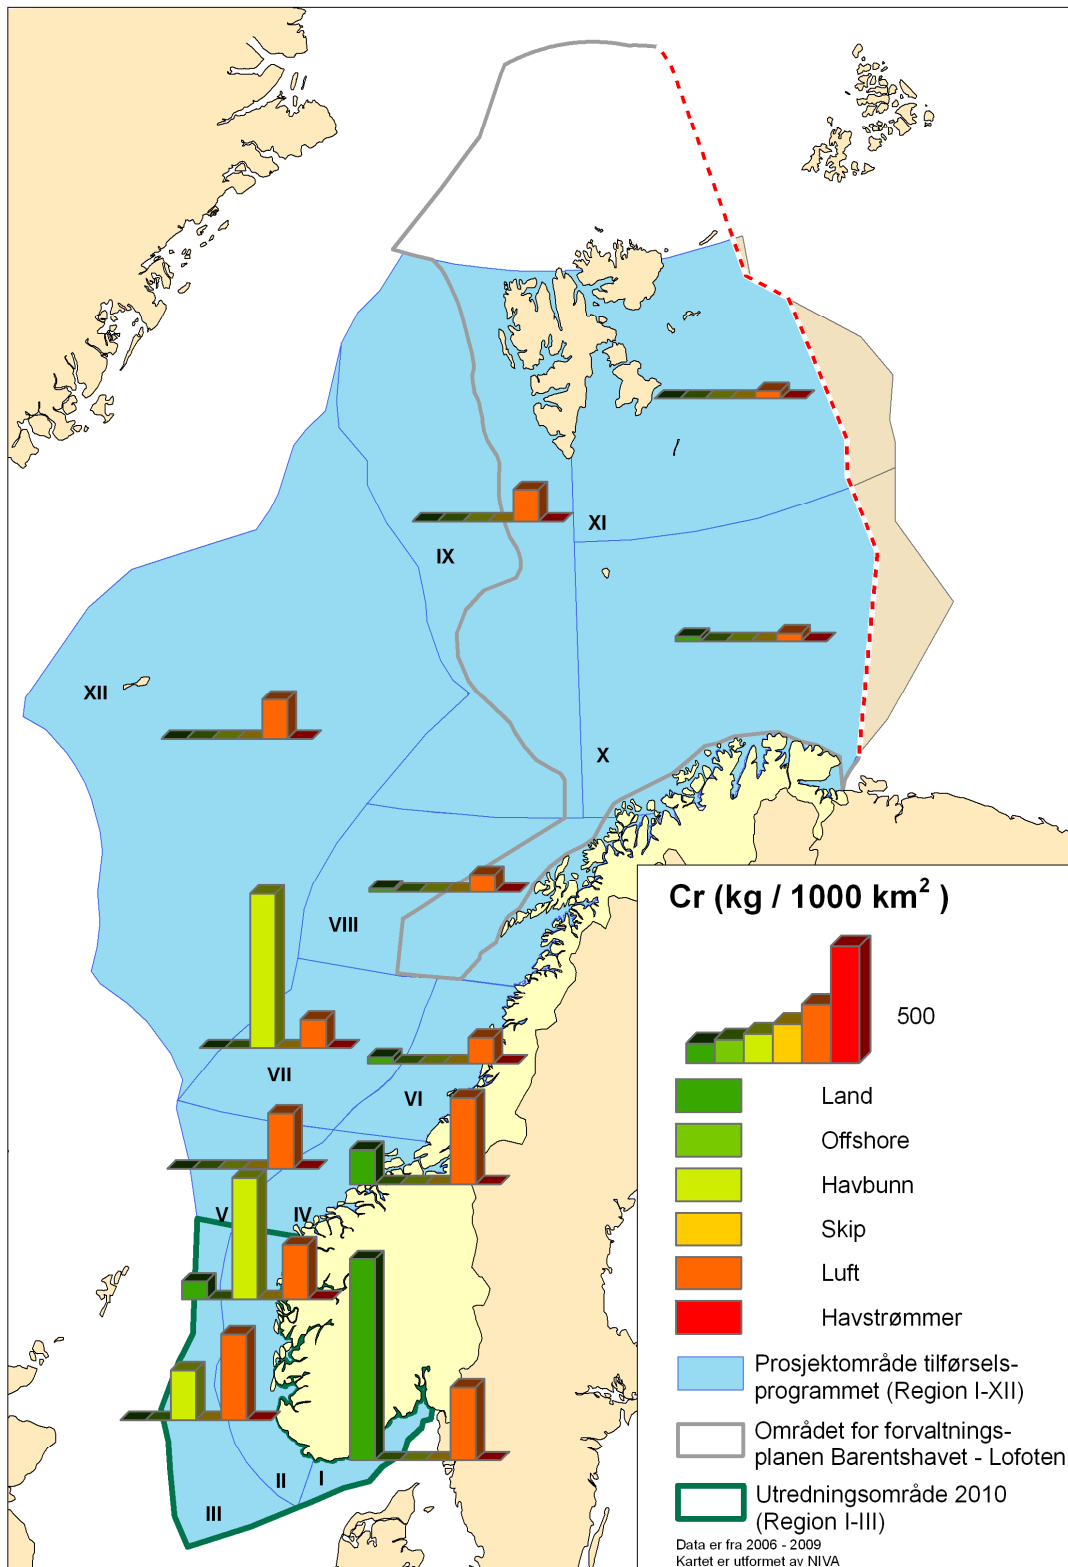 XI
IX
XII
X
VIII
VII
VI
V
IV
II
I
III
Cr (kg / 1000 km² )
500
Land
Offshore
Havbunn
Skip
Luft
Havstrømmer
Prosjektområde tilførsels-
programmet (Region I-XII)
Området for forvaltnings-
planen Barentshavet - Lofoten
Utredningsområde 2010
(Region I-III)
Data er fra 2006 - 2009
Kartet er utformet av NIVA